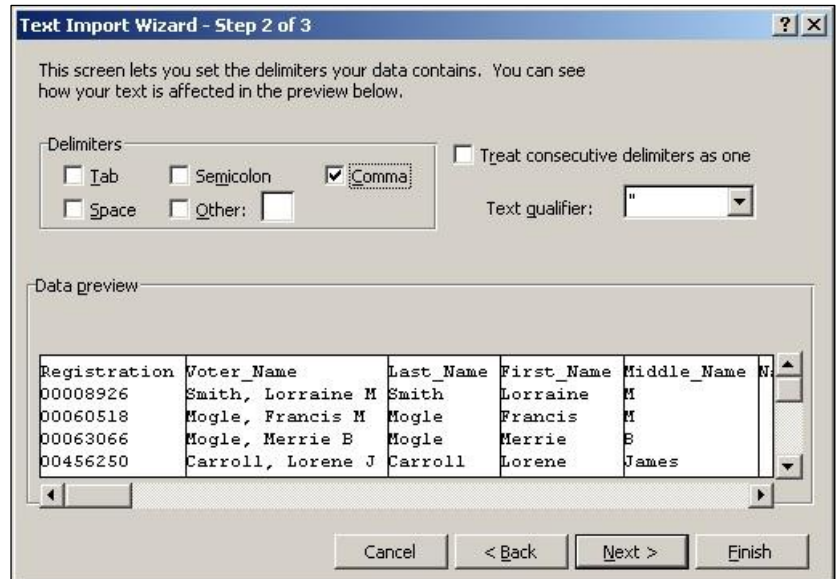 Text Import Wizard - Step 2 of 3
This screen lets you set the delimiters your data contains. You can see
how your text is affected in the preview below.
Delimiters
Tab Semicolon Comma
Space Other:
Treat consecutive delimiters as one
Text qualifier: "
Data preview
Registration Voter_Name Last_Name First_Name Middle_Name Na
00008926 Smith, Lorraine M Smith Lorraine M
00060518 Mogle, Francis M Mogle Francis M
00063066 Mogle, Merrie B Mogle Merrie B
00456250 Carroll, Lorene J Carroll Lorene James
Cancel < Back Next > Finish